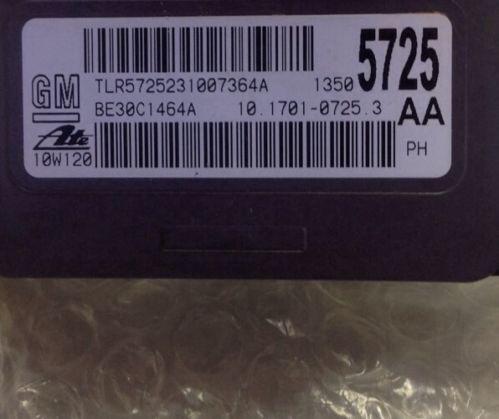 GM
TLR5725231007364A 1350 5725
BE30C1464A 10.1701-0725.3 AA
Ate
10W120 PH